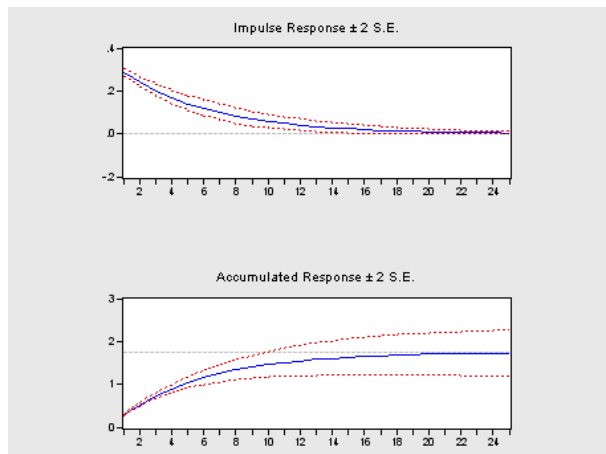 Impulse Response ± 2 S.E.
.4
.2
.0
-.2
2 4 6 8 10 12 14 16 18 20 22 24
Accumulated Response ± 2 S.E.
3
2
1
0
2 4 6 8 10 12 14 16 18 20 22 24